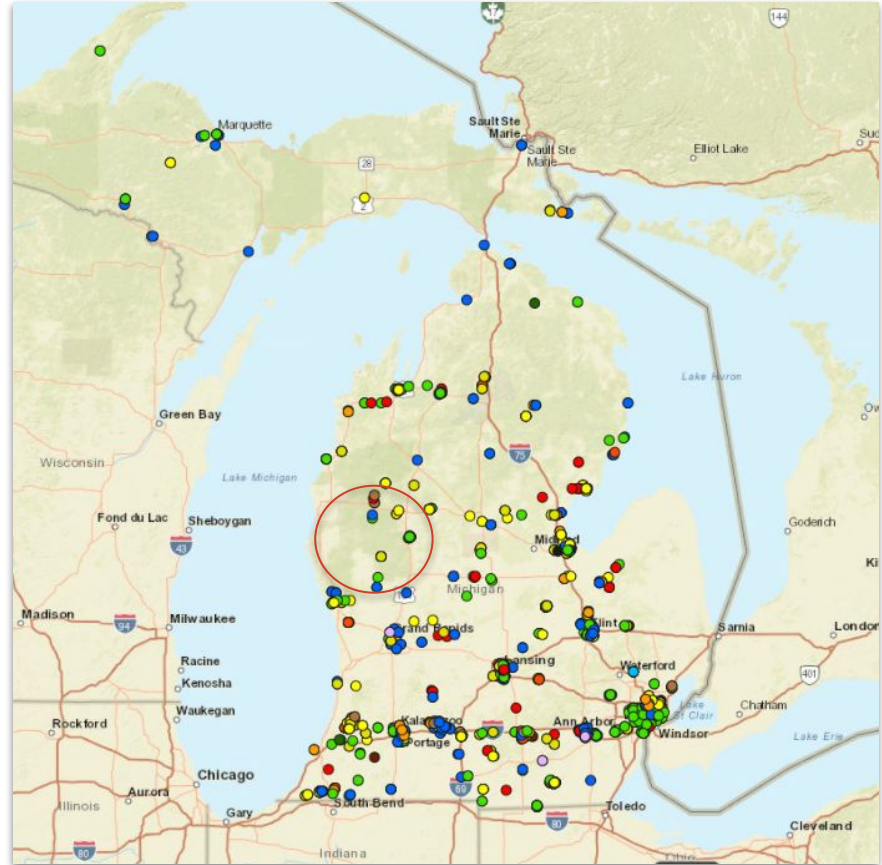 17
144
Marquette
Sault Ste
Marie
Sault Ste
Marie
Elliot Lake
28
2
Lake Huron
Green Bay
75
Wisconsin
Lake Michigan
Fond du Lac
Sheboygan
43
Goderich
Michigan
Madison
94
Milwaukee
Grand Rapids
Flint
Sarnia
London
Racine
Kenosha
Lansing
Waterford
401
Waukegan
Lake
St Clair
Chatham
Rockford
Kalamazoo
Portage
Ann Arbor
Windsor
Lake Erie
Chicago
69
Illinois
Aurora
Gary
South Bend
Toledo
80
80
Cleveland
Indiana
Ohio